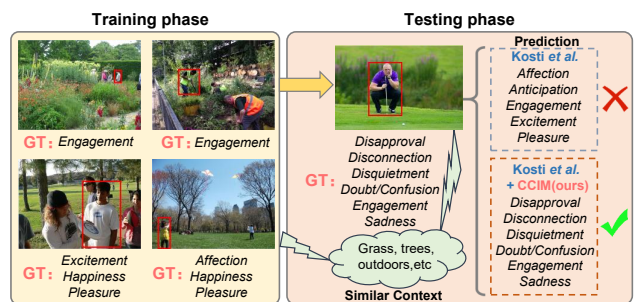 Training phase
GT: Engagement
GT: Engagement
GT: Excitement
Happiness
Pleasure
GT: Affection
Happiness
Pleasure
Testing phase
GT:
Disapproval
Disconnection
Disquietment
Doubt/Confusion
Engagement
Sadness
Grass, trees,
outdoors,etc
Similar Context
Prediction
Kosti et al.
Affection
Anticipation
Engagement
Excitement
Pleasure
Kosti et al.
+ CCIM(ours)
Disapproval
Disconnection
Disquietment
Doubt/Confusion
Engagement
Sadness